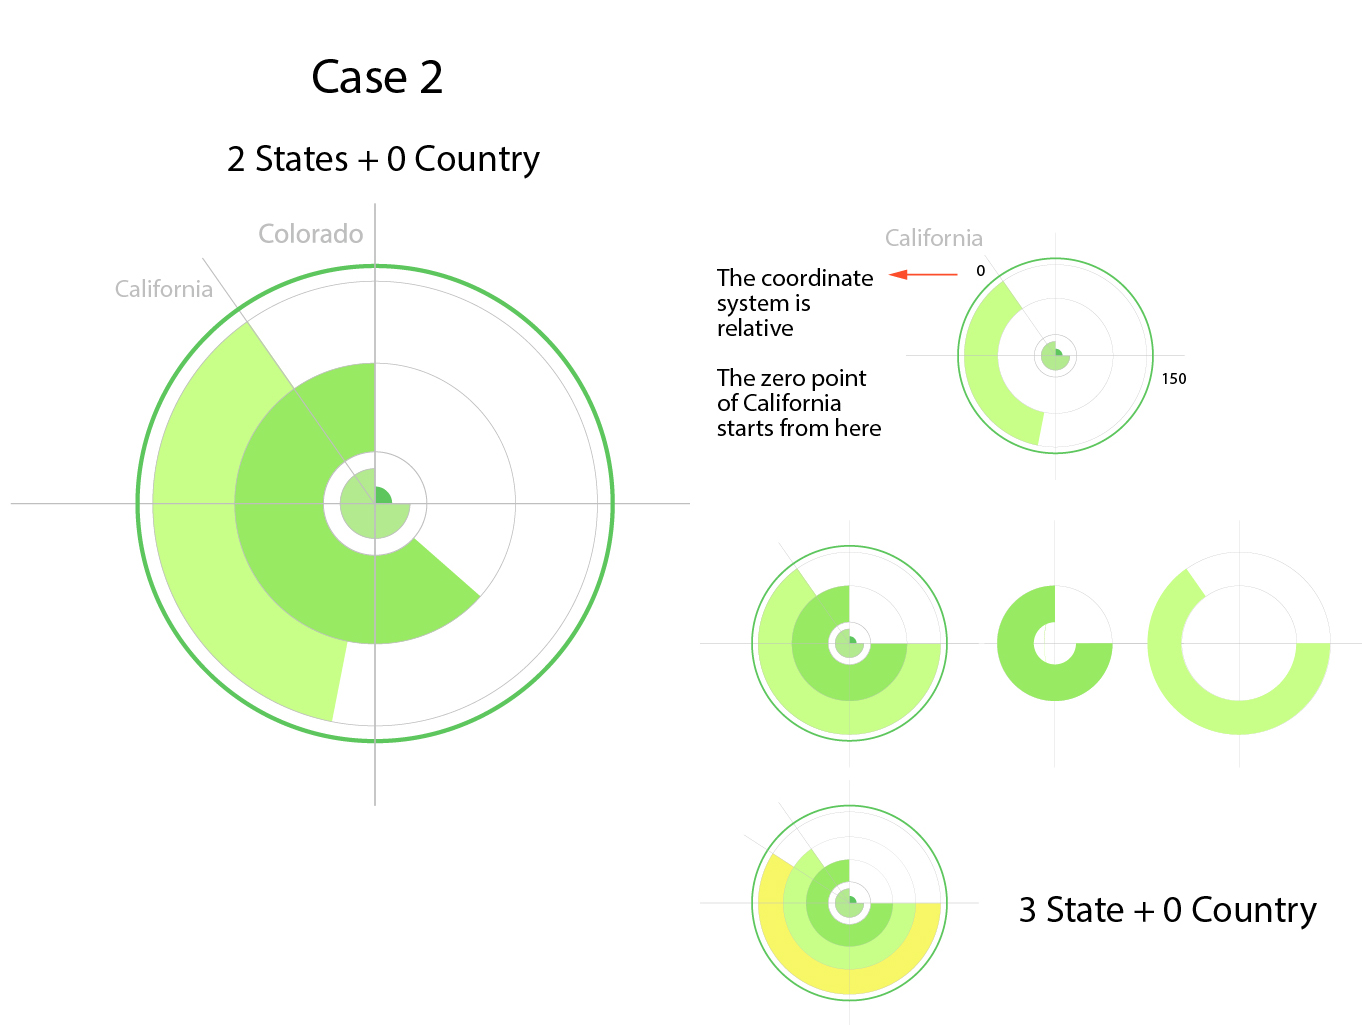 Case 2
2 States + 0 Country
Colorado
California
California
0
The coordinate
system is
relative
The zero point
of California
starts from here
150
3 State + 0 Country